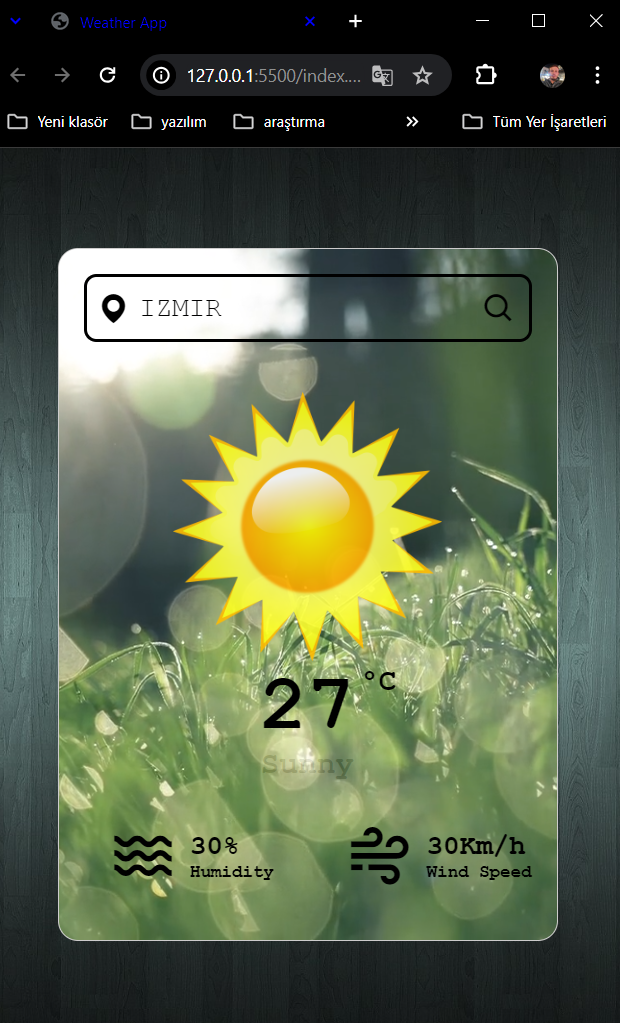 Weather App
127.0.0.1:5500/index....
Yeni klasör
yazılım
araştırma
Tüm Yer İşaretleri
IZMIR
27 °C
Sunny
30%
Humidity
30Km/h
Wind Speed